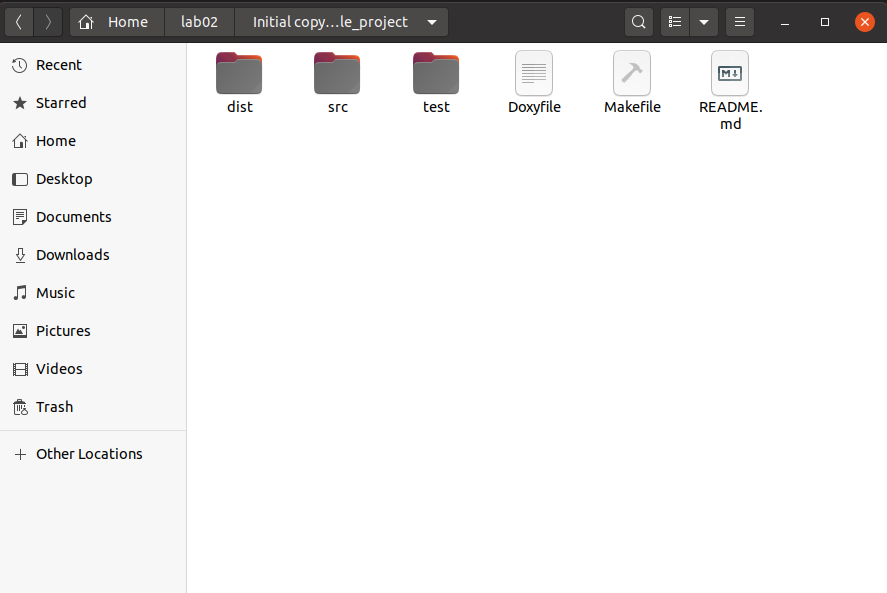 Home
lab02
Initial copy...le_project
Recent
Starred
Home
Desktop
Documents
Downloads
Music
Pictures
Videos
Trash
Other Locations
dist
src
test
Doxyfile
Makefile
README.
md
M